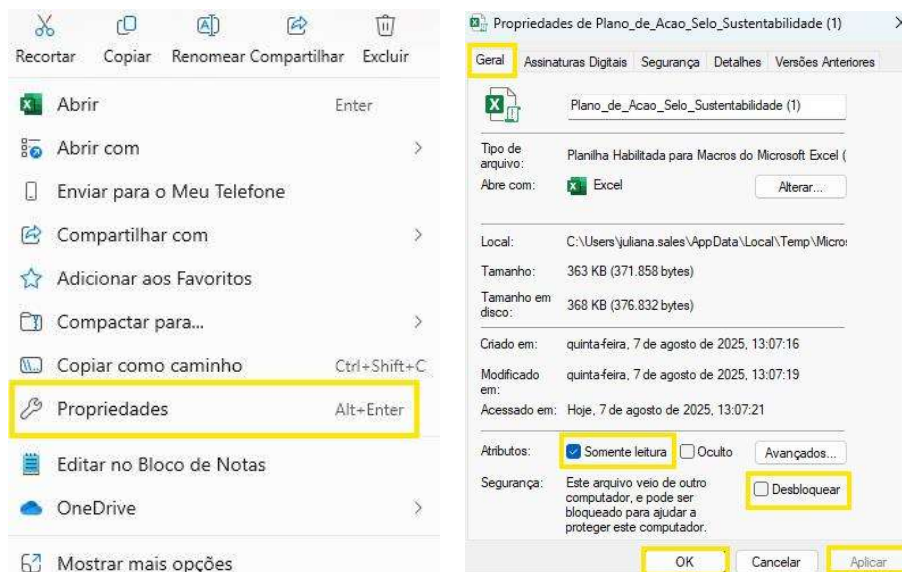 Recortar Copiar Renomear Compartilhar Excluir
Abrir Enter
Abrir com
Enviar para o Meu Telefone
Compartilhar com
Adicionar aos Favoritos
Compactar para...
Copiar como caminho Ctrl+Shift+C
Propriedades Alt+Enter
Editar no Bloco de Notas
OneDrive
Mostrar mais opções
Propriedades de Plano_de_Acao_Selo_Sustentabilidade (1)
Geral Assinaturas Digitais Segurança Detalhes Versões Anteriores
Plano_de_Acao_Selo_Sustentabilidade (1)
Tipo de
arquivo: Planilha Habilitada para Macros do Microsoft Excel (
Abre com: Excel Alterar...
Local: C:\Users\juliana.sales\AppData\Local\Temp\Micro
Tamanho: 363 KB (371.858 bytes)
Tamanho em
disco: 368 KB (376.832 bytes)
Criado em: quinta-feira, 7 de agosto de 2025, 13:07:16
Modificado
em: quinta-feira, 7 de agosto de 2025, 13:07:19
Acessado em: Hoje, 7 de agosto de 2025, 13:07:21
Atributos: Somente leitura Oculto Avançados...
Segurança: Este arquivo veio de outro
computador, e pode ser
bloqueado para ajudar a
proteger este computador.
Desbloquear
OK Cancelar Aplicar